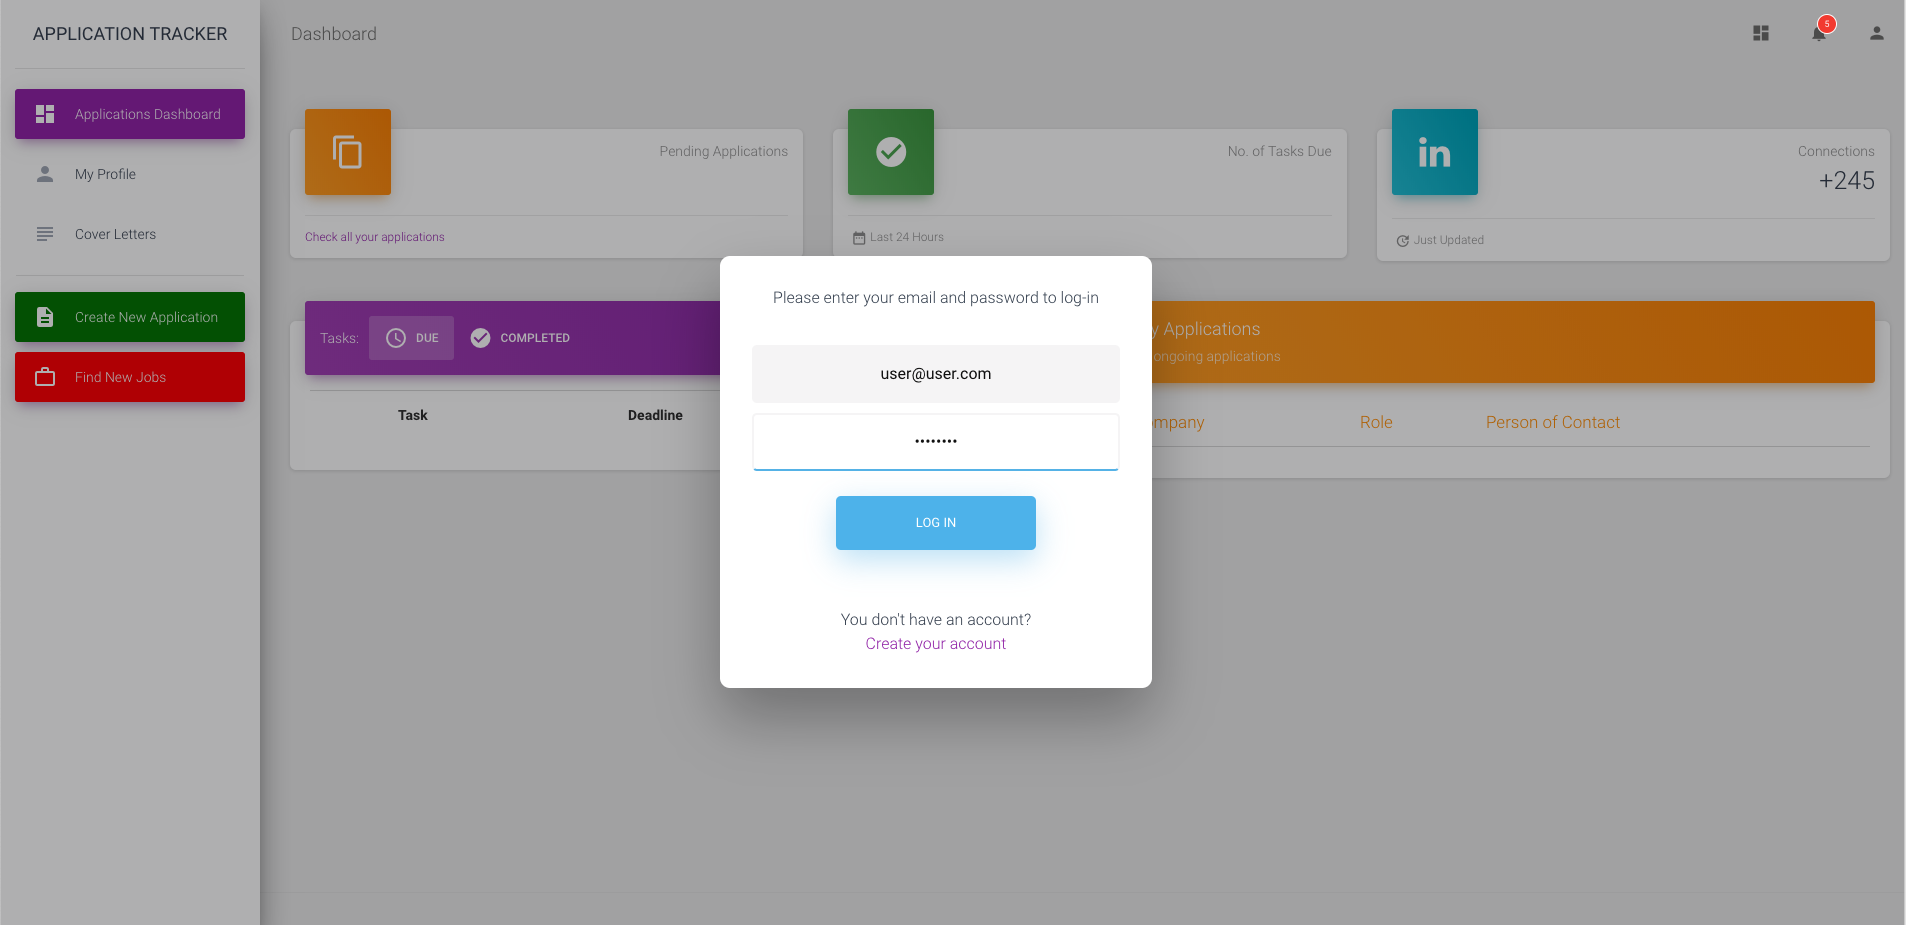 APPLICATION TRACKER
Applications Dashboard
My Profile
Cover Letters
Create New Application
Find New Jobs
Dashboard
5
Pending Applications
Check all your applications
No. of Tasks Due
Last 24 Hours
in
Connections
+245
Just Updated
Tasks: DUE COMPLETED
Task Deadline
y Applications
ongoing applications
mpany Role Person of Contact
Please enter your email and password to log-in
user@user.com
••••••••
LOG IN
You don't have an account?
Create your account